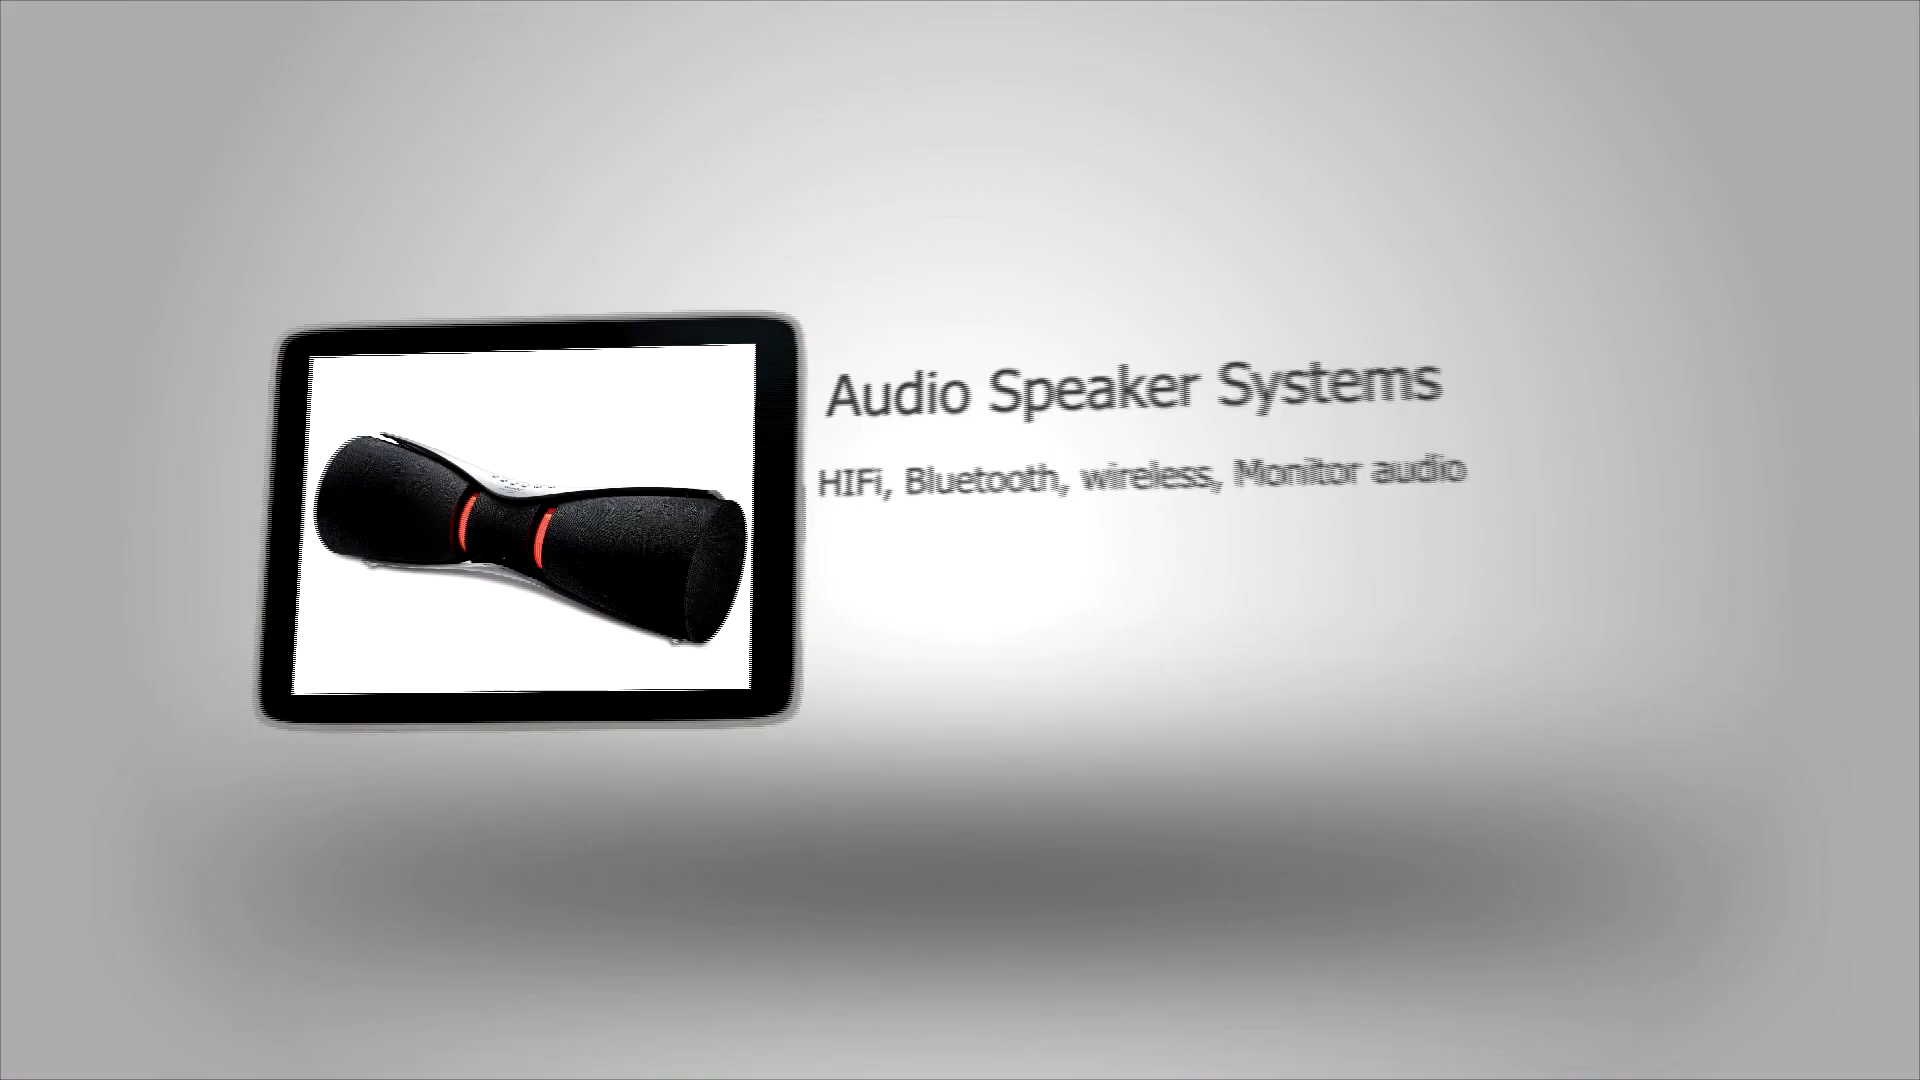 Audio Speaker Systems
HIFi, Bluetooth, wireless, Monitor audio